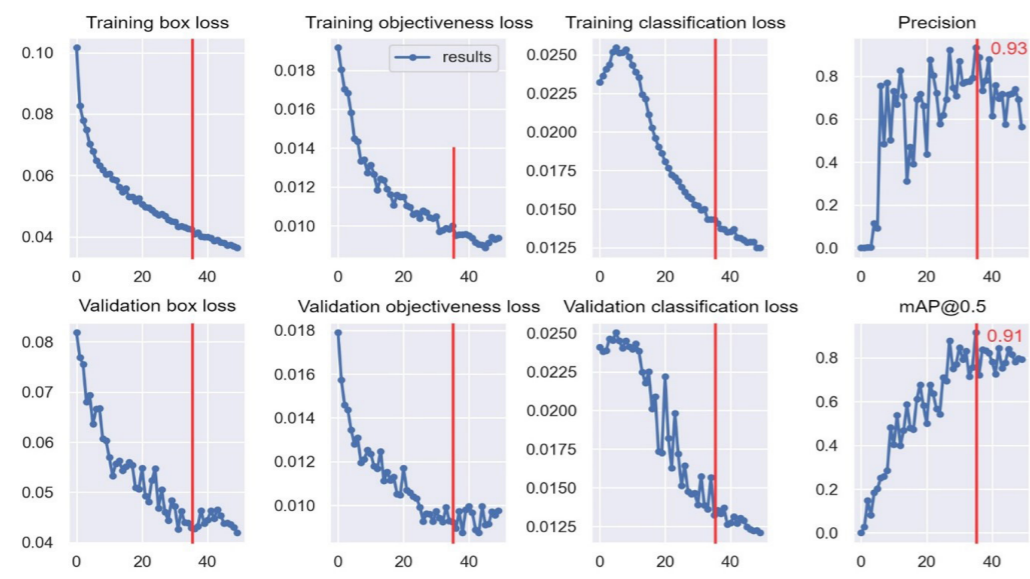 Training box loss
Training objectiveness loss
Training classification loss
Precision
0.10
0.08
0.06
0.04
0 20 40
results
0.018
0.016
0.014
0.012
0.010
0 20 40
0.0250
0.0225
0.0200
0.0175
0.0150
0.0125
0 20 40
0.93
0.8
0.6
0.4
0.2
0.0
0 20 40
Validation box loss
Validation objectiveness loss
Validation classification loss
mAP@0.5
0.08
0.07
0.06
0.05
0.04
0 20 40
0.018
0.016
0.014
0.012
0.010
0 20 40
0.0250
0.0225
0.0200
0.0175
0.0150
0.0125
0 20 40
0.91
0.8
0.6
0.4
0.2
0.0
0 20 40